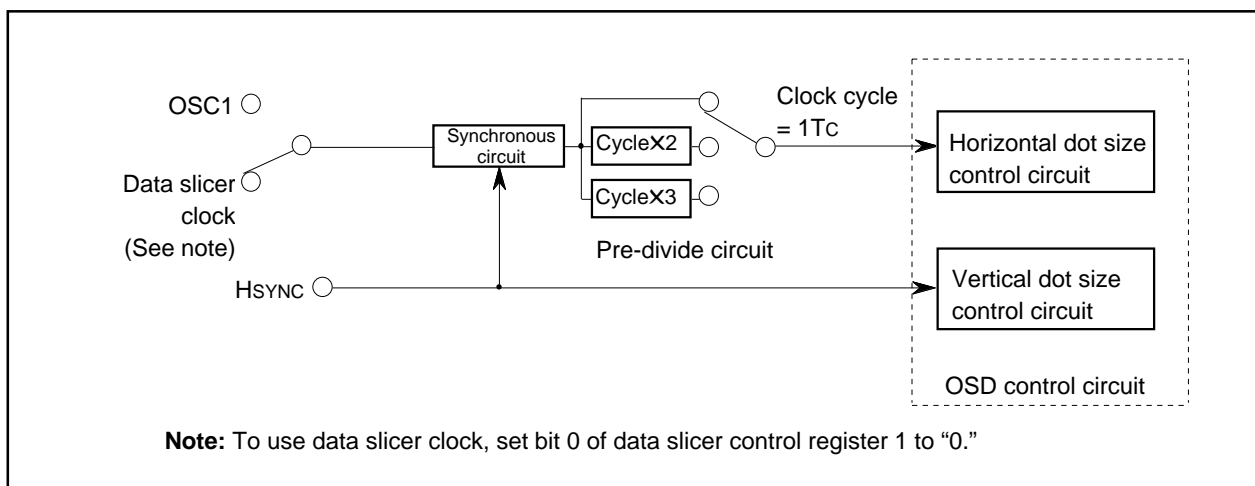 OSC1
Data slicer
clock
(See note)
HSYNC
Synchronous
circuit
Cycle×2
Cycle×3
Pre-divide circuit
Clock cycle
= 1TC
Horizontal dot size
control circuit
Vertical dot size
control circuit
OSD control circuit
Note: To use data slicer clock, set bit 0 of data slicer control register 1 to “0.”